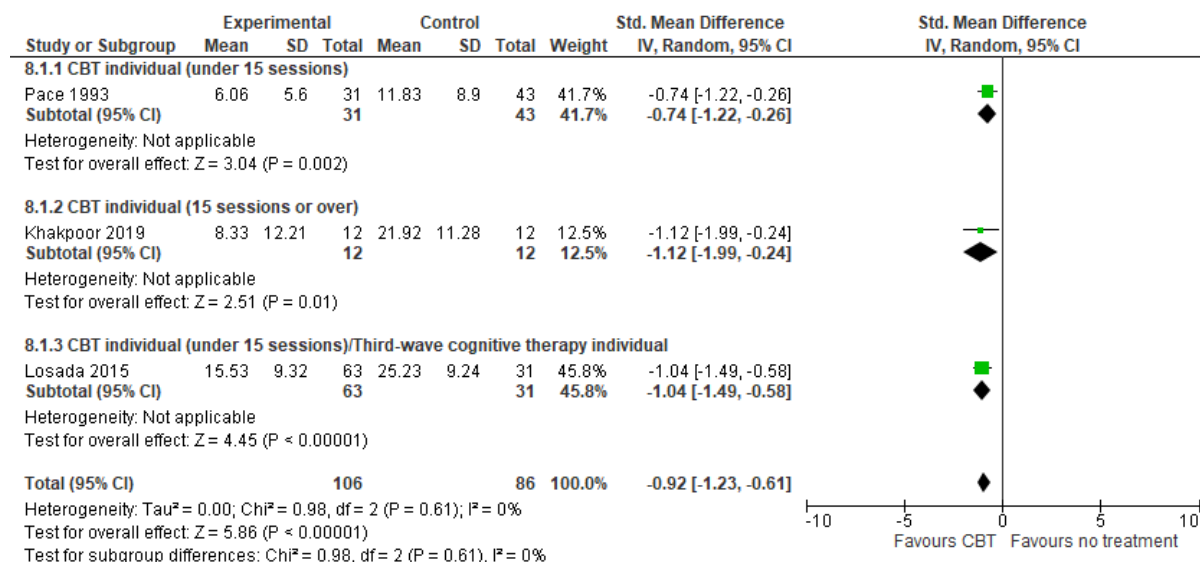 Experimental Control Std. Mean Difference Std. Mean Difference
Study or Subgroup Mean SD Total Mean SD Total Weight IV, Random, 95% CI IV, Random, 95% CI
8.1.1 CBT individual (under 15 sessions)
Pace 1993 6.06 5.6 31 11.83 8.9 43 41.7% -0.74 [-1.22, -0.26]
Subtotal (95% CI) 31 43 41.7% -0.74 [-1.22, -0.26]
Heterogeneity: Not applicable
Test for overall effect: Z = 3.04 (P = 0.002)
8.1.2 CBT individual (15 sessions or over)
Khakpoor 2019 8.33 12.21 12 21.92 11.28 12 12.5% -1.12 [-1.99, -0.24]
Subtotal (95% CI) 12 12 12.5% -1.12 [-1.99, -0.24]
Heterogeneity: Not applicable
Test for overall effect: Z = 2.51 (P = 0.01)
8.1.3 CBT individual (under 15 sessions)/Third-wave cognitive therapy individual
Losada 2015 15.53 9.32 63 25.23 9.24 31 45.8% -1.04 [-1.49, -0.58]
Subtotal (95% CI) 63 31 45.8% -1.04 [-1.49, -0.58]
Heterogeneity: Not applicable
Test for overall effect: Z = 4.45 (P < 0.00001)
Total (95% CI) 106 86 100.0% -0.92 [-1.23, -0.61]
Heterogeneity: Tau² = 0.00; Chi² = 0.98, df = 2 (P = 0.61); I² = 0%
Test for overall effect: Z = 5.86 (P < 0.00001)
Test for subgroup differences: Chi² = 0.98, df = 2 (P = 0.61), I² = 0%
-10 -5 0 5 10
Favours CBT Favours no treatment